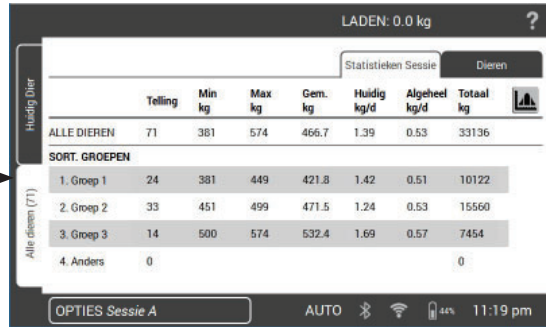 LADEN: 0.0 kg ?
Statistieken Sessie Dieren
Huidig Dier
Alle dieren (71)
Telling Min kg Max kg Gem. kg Huidig kg/d Algeheel kg/d Totaal kg
ALLE DIEREN 71 381 574 466.7 1.39 0.53 33136
SORT. GROEPEN
1. Groep 1 24 381 449 421.8 1.42 0.51 10122
2. Groep 2 33 451 499 471.5 1.24 0.53 15560
3. Groep 3 14 500 574 532.4 1.69 0.57 7454
4. Anders 0 0
OPTIES Sessie A AUTO 44% 11:19 pm